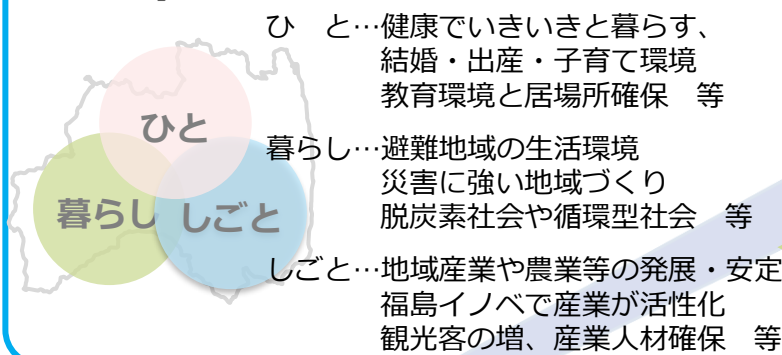 ひ　と…健康でいきいきと暮らす、
結婚・出産・子育て環境
教育環境と居場所確保　等
ひと
暮らし…避難地域の生活環境
災害に強い地域づくり
脱炭素社会や循環型社会　等
暮らし
しごと
しごと…地域産業や農業等の発展・安定
福島イノベで産業が活性化
観光客の増、産業人材確保　等